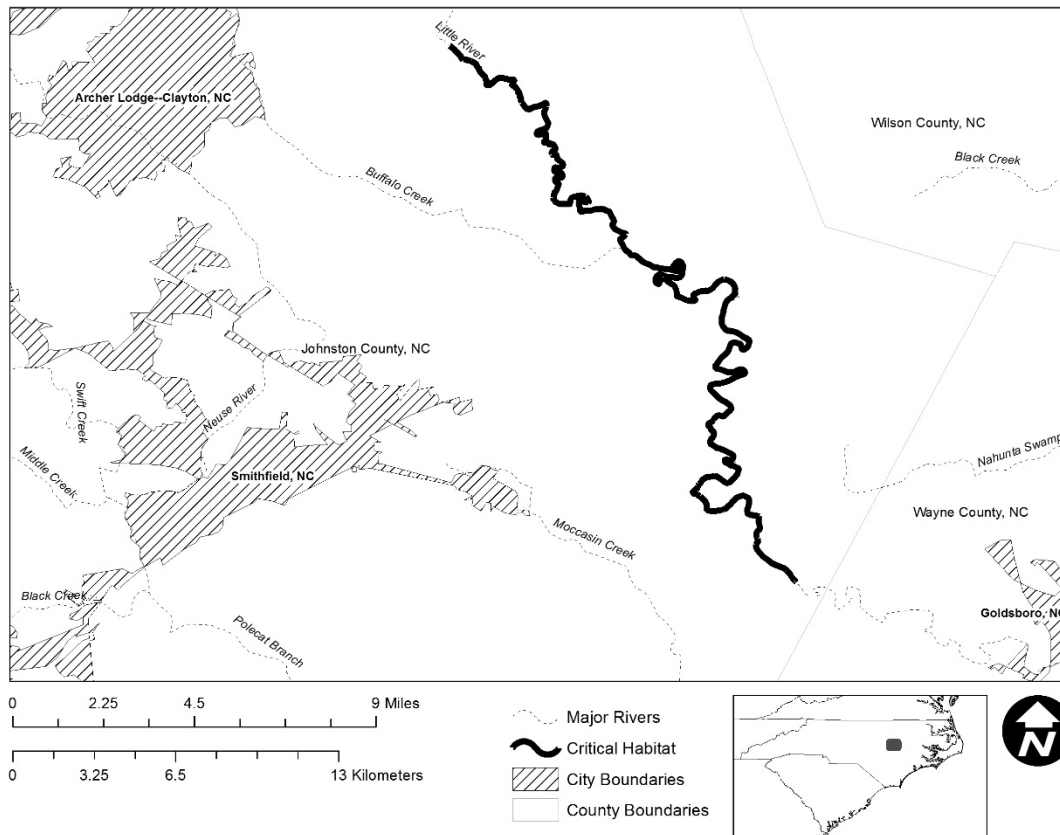 Little River
Archer Lodge--Clayton, NC
Wilson County, NC
Black Creek
Buffalo Creek
Johnston County, NC
Swift Creek
Neuse River
Middle Creek
Smithfield, NC
Nahunta Swamp
Wayne County, NC
Moccasin Creek
Black Creek
Goldsboro, NC
Polecat Branch
0 2.25 4.5 9 Miles
0 3.25 6.5 13 Kilometers
Major Rivers
Critical Habitat
City Boundaries
County Boundaries
N